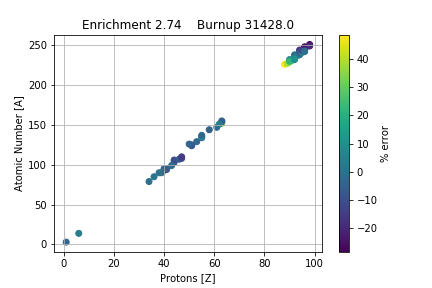 Enrichment 2.74 Burnup 31428.0
250
200
150
100
50
0
Atomic Number [A]
0 20 40 60 80 100
Protons [Z]
40
30
20
10
0
−10
−20
% error